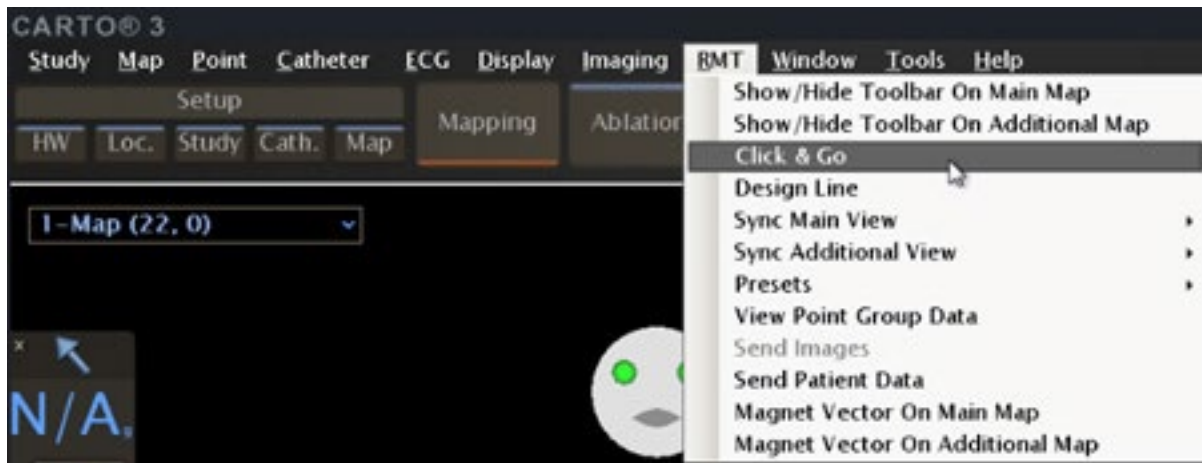 CARTO® 3
Study Map Point Catheter ECG Display Imaging RMT Window Tools Help
Setup
HW Loc. Study Cath. Map
Mapping
Ablation
Show/Hide Toolbar On Main Map
Show/Hide Toolbar On Additional Map
Click & Go
Design Line
Sync Main View
Sync Additional View
Presets
View Point Group Data
Send Images
Send Patient Data
Magnet Vector On Main Map
Magnet Vector On Additional Map
1-Map (22, 0)
x
N/A.